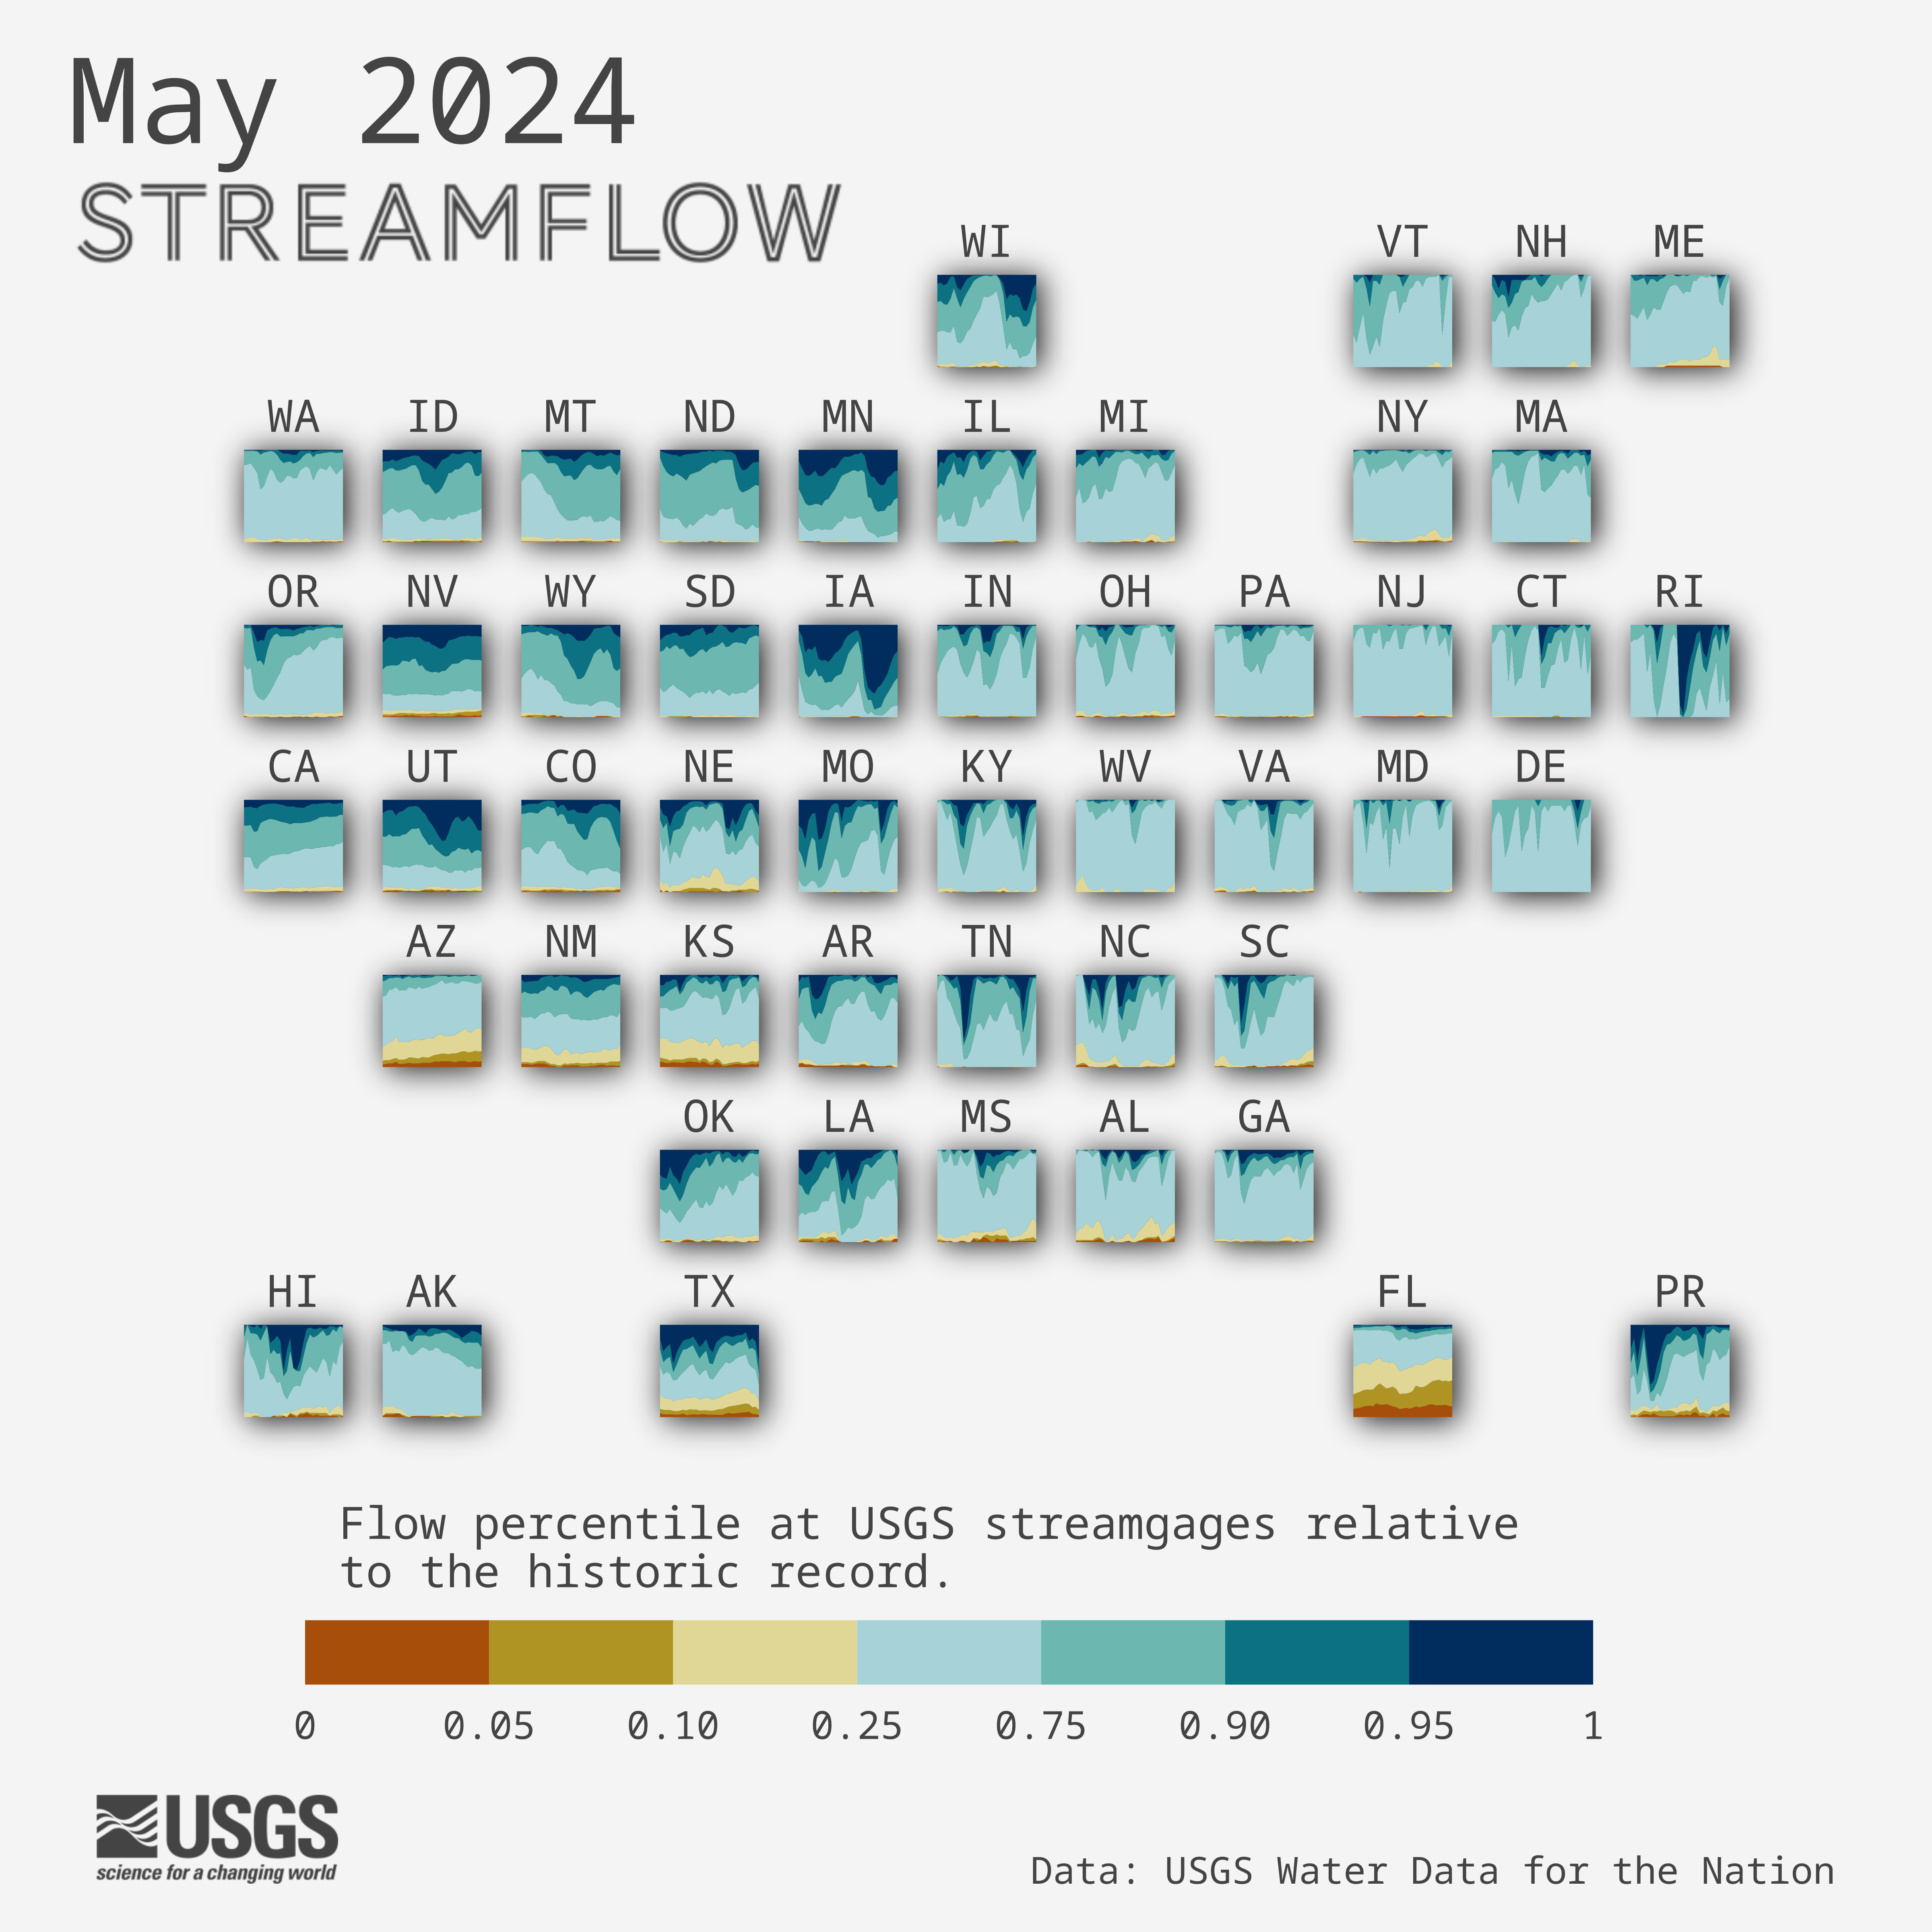 May 2024
STREAMFLOW
WI VT NH ME
WA ID MT ND MN IL MI NY MA
OR NV WY SD IA IN OH PA NJ CT RI
CA UT CO NE MO KY WV VA MD DE
AZ NM KS AR TN NC SC
OK LA MS AL GA
HI AK TX FL PR
Flow percentile at USGS streamgages relative
to the historic record.
0 0.05 0.10 0.25 0.75 0.90 0.95 1
USGS
science for a changing world
Data: USGS Water Data for the Nation